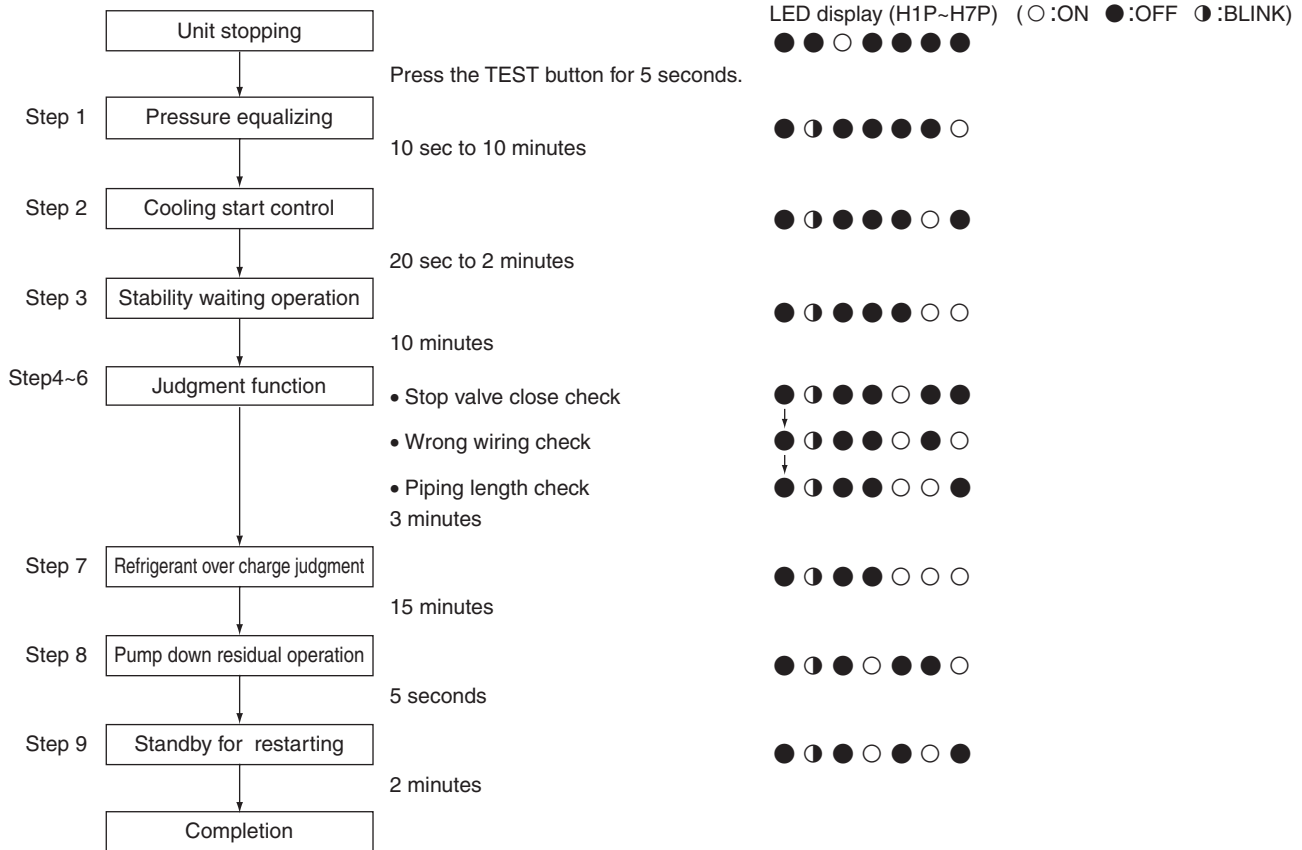 LED display (H1P~H7P) (○:ON ●:OFF ◑:BLINK)
Unit stopping
Press the TEST button for 5 seconds.
Step 1 Pressure equalizing
10 sec to 10 minutes
Step 2 Cooling start control
20 sec to 2 minutes
Step 3 Stability waiting operation
10 minutes
Step4~6 Judgment function
• Stop valve close check
• Wrong wiring check
• Piping length check
3 minutes
Step 7 Refrigerant over charge judgment
15 minutes
Step 8 Pump down residual operation
5 seconds
Step 9 Standby for restarting
2 minutes
Completion